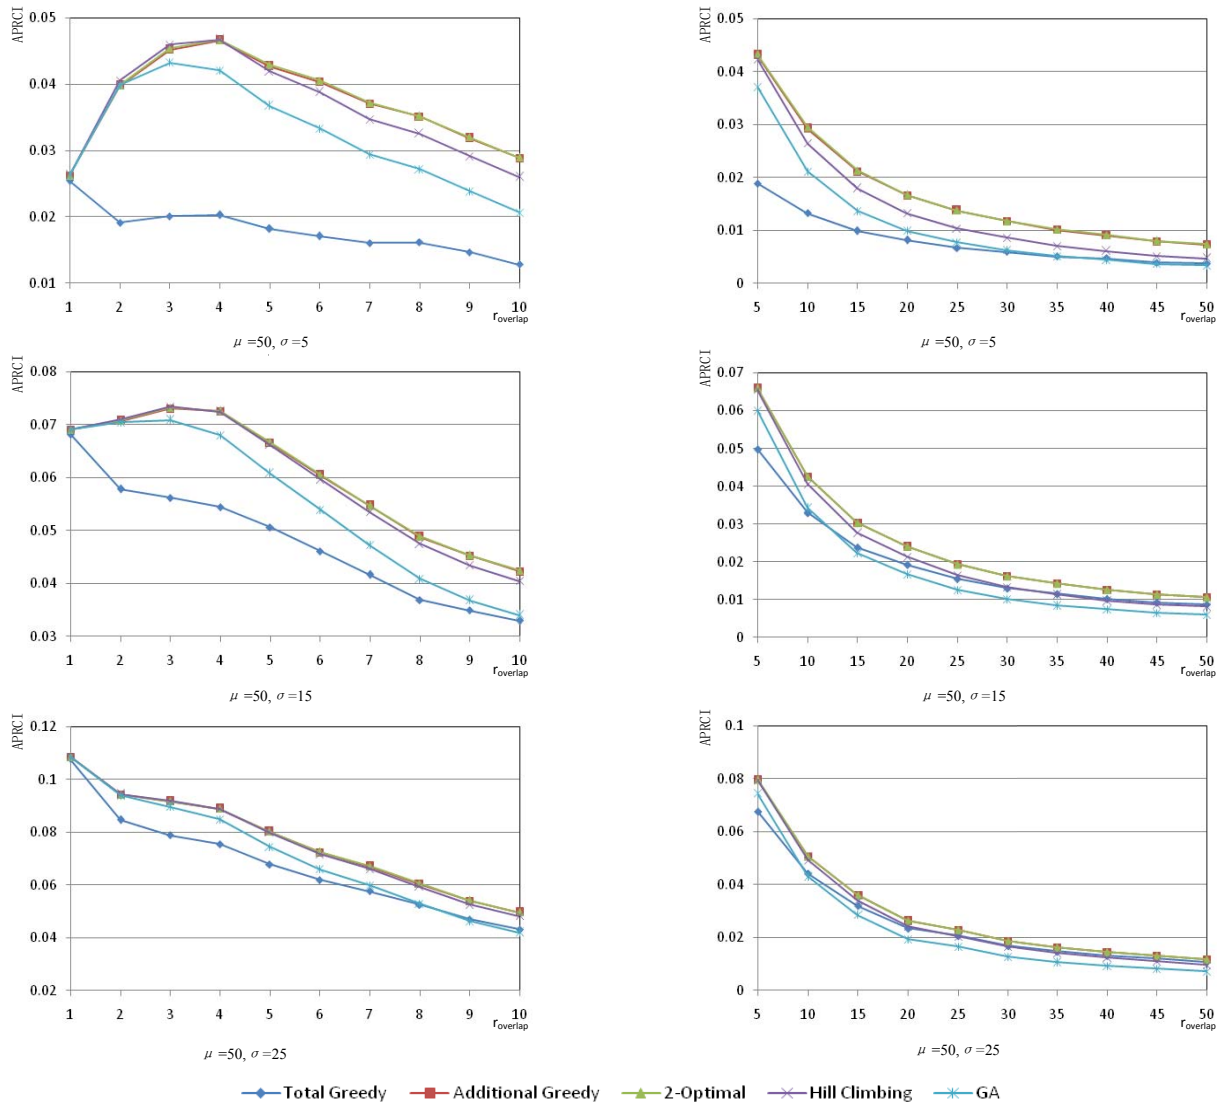 APRCI
0.05
0.04
0.03
0.02
0.01
1 2 3 4 5 6 7 8 9 10
r overlap
μ =50, σ=5
APRCI
0.05
0.04
0.03
0.02
0.01
0
5 10 15 20 25 30 35 40 45 50
r overlap
μ =50, σ=5
APRCI
0.08
0.07
0.06
0.05
0.04
0.03
1 2 3 4 5 6 7 8 9 10
r overlap
μ =50, σ=15
APRCI
0.07
0.06
0.05
0.04
0.03
0.02
0.01
0
5 10 15 20 25 30 35 40 45 50
r overlap
μ =50, σ=15
APRCI
0.12
0.1
0.08
0.06
0.04
0.02
1 2 3 4 5 6 7 8 9 10
r overlap
μ =50, σ=25
APRCI
0.1
0.08
0.06
0.04
0.02
0
5 10 15 20 25 30 35 40 45 50
r overlap
μ =50, σ=25
Total Greedy Additional Greedy 2-Optimal Hill Climbing GA